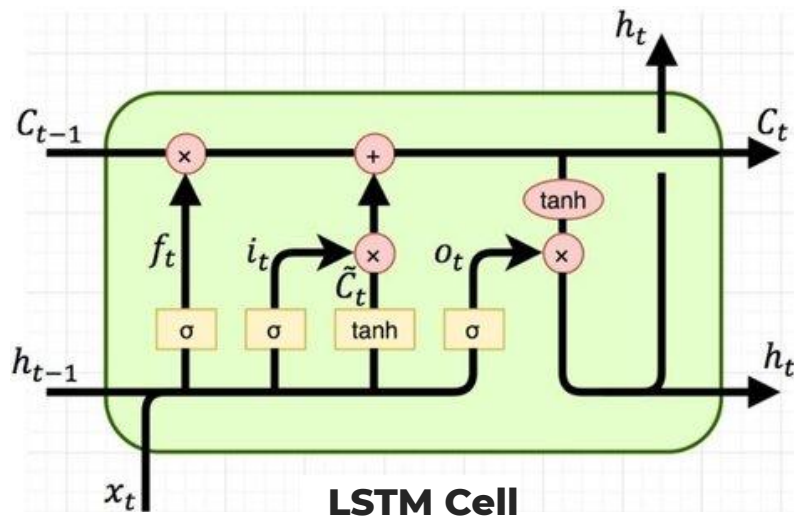 h_t
C_{t-1} × + C_t
tanh
f_t i_t × o_t ×
C̃_t
σ σ tanh σ
h_{t-1} h_t
x_t
LSTM Cell